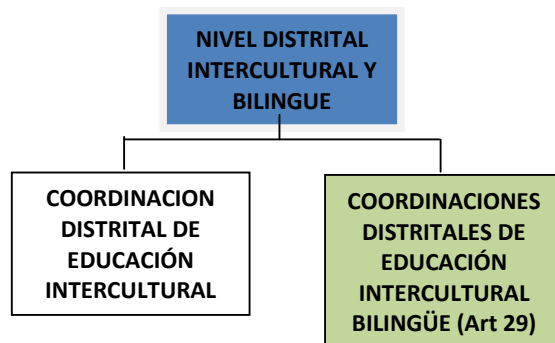 NIVEL DISTRITAL
INTERCULTURAL Y
BILINGUE
COORDINACION
DISTRITAL DE
EDUCACIÓN
INTERCULTURAL
COORDINACIONES
DISTRITALES DE
EDUCACIÓN
INTERCULTURAL
BILINGÜE (Art 29)